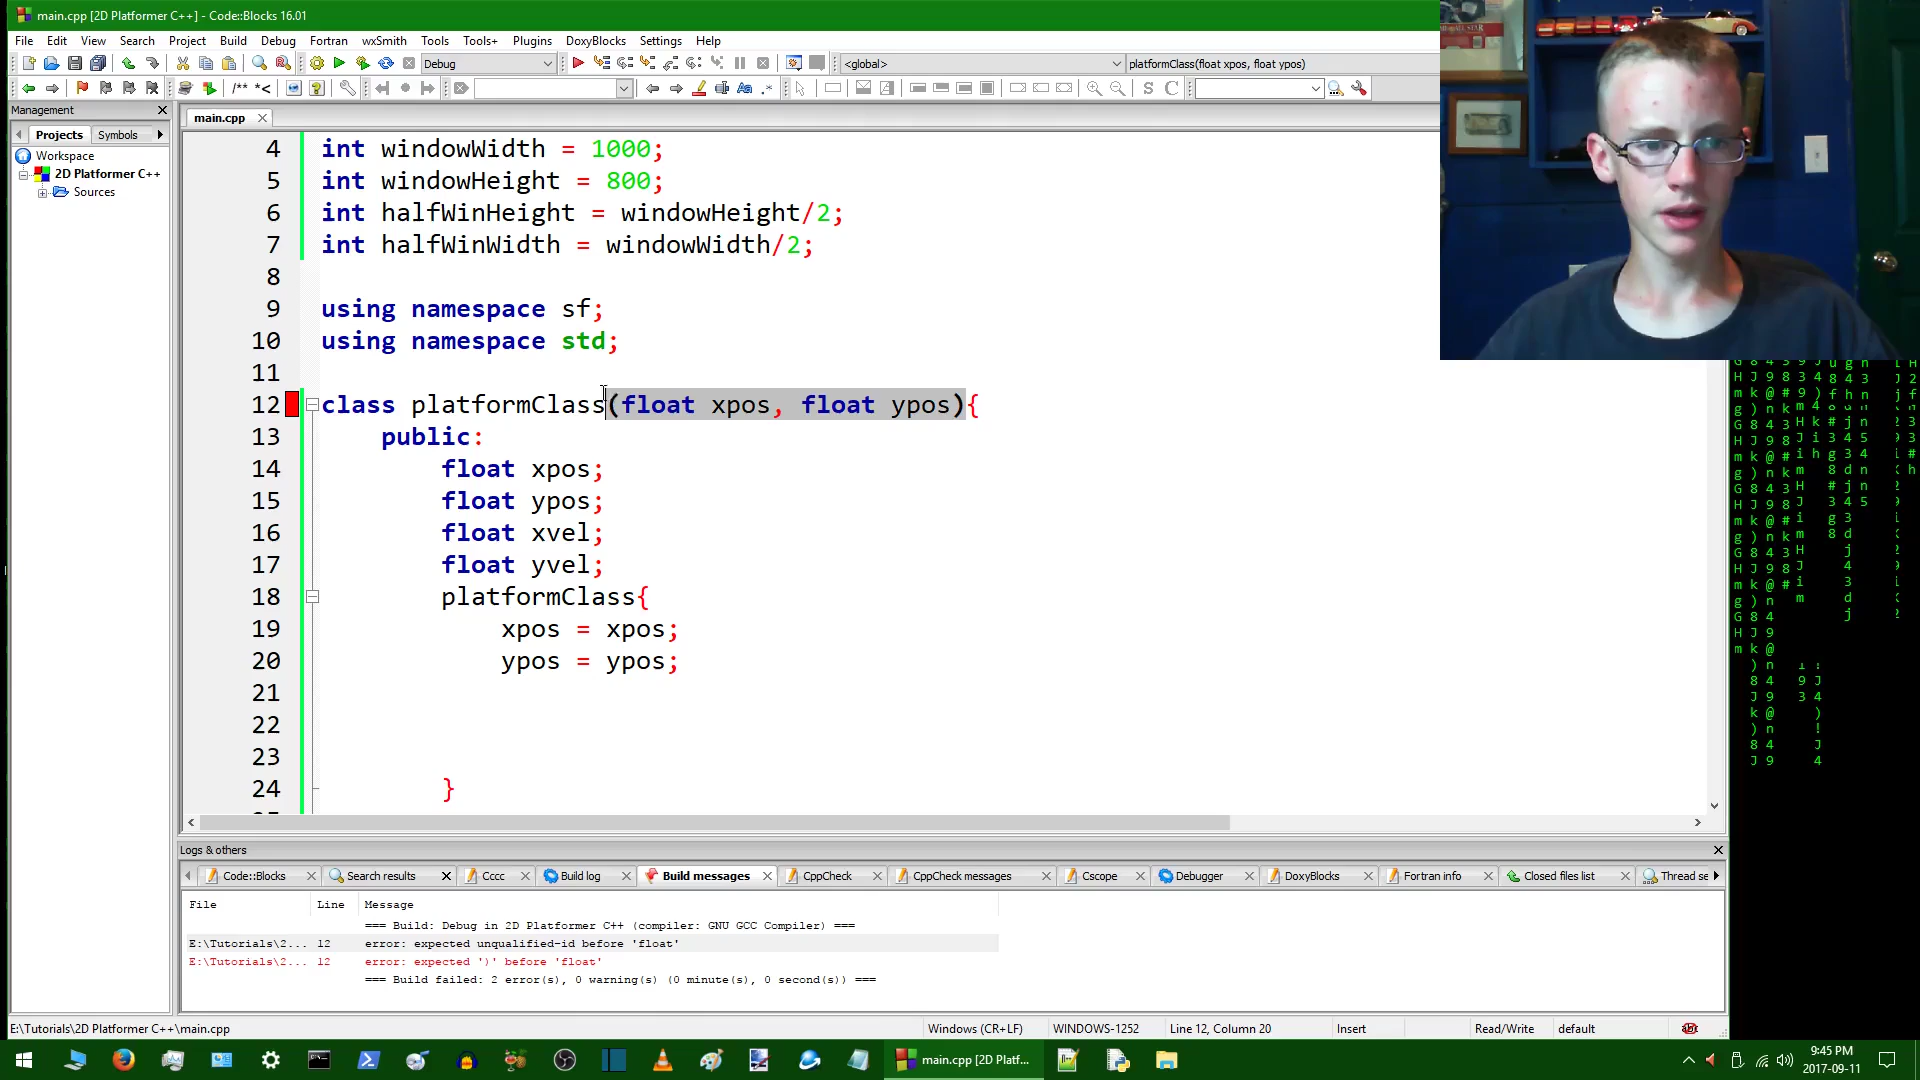 main.cpp [2D Platformer C++] - Code::Blocks 16.01
File Edit View Search Project Build Debug Fortran wxSmith Tools Tools+ Plugins DoxyBlocks Settings Help
Debug <global> platformClass(float xpos, float ypos)
/** *< Aa .* S C
Management
main.cpp
Projects Symbols
Workspace
2D Platformer C++
Sources
4 int windowWidth = 1000;
5 int windowHeight = 800;
6 int halfWinHeight = windowHeight/2;
7 int halfWinWidth = windowWidth/2;
8
9 using namespace sf;
10 using namespace std;
11
12 class platformClass(float xpos, float ypos){
13 public:
14 float xpos;
15 float ypos;
16 float xvel;
17 float yvel;
18 platformClass{
19 xpos = xpos;
20 ypos = ypos;
21
22
23
24 }
Logs & others
Code::Blocks Search results Cccc Build log Build messages CppCheck CppCheck messages Cscope Debugger DoxyBlocks Fortran info Closed files list Thread se
File Line Message
=== Build: Debug in 2D Platformer C++ (compiler: GNU GCC Compiler) ===
E:\Tutorials\2... 12 error: expected unqualified-id before 'float'
E:\Tutorials\2... 12 error: expected ')' before 'float'
=== Build failed: 2 error(s), 0 warning(s) (0 minute(s), 0 second(s)) ===
E:\Tutorials\2D Platformer C++\main.cpp Windows (CR+LF) WINDOWS-1252 Line 12, Column 20 Insert Read/Write default
main.cpp [2D Platf...
9:45 PM
2017-09-11